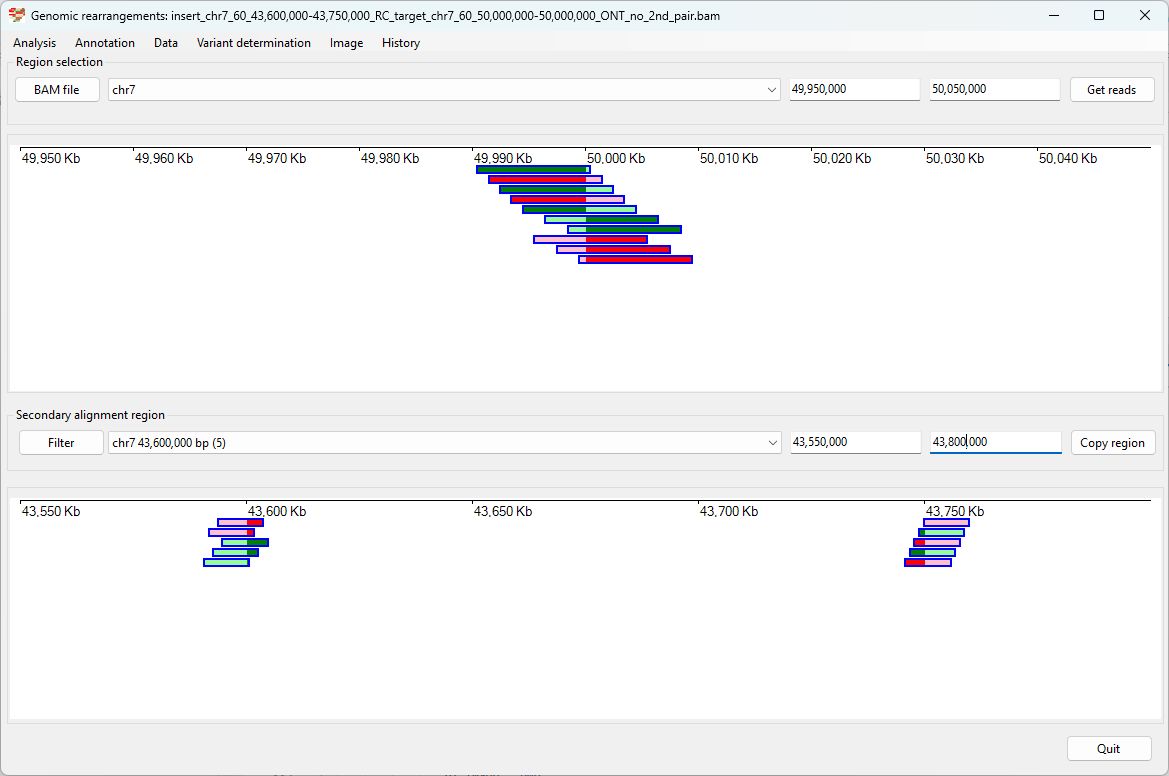 Genomic rearrangements: insert_chr7_60_43,600,000-43,750,000_RC_target_chr7_60_50,000,000-50,000,000_ONT_no_2nd_pair.bam
Analysis Annotation Data Variant determination Image History
Region selection
BAM file chr7 49,950,000 50,050,000 Get reads
49,950 Kb 49,960 Kb 49,970 Kb 49,980 Kb 49,990 Kb 50,000 Kb 50,010 Kb 50,020 Kb 50,030 Kb 50,040 Kb
Secondary alignment region
Filter chr7 43,600,000 bp (5) 43,550,000 43,800,000 Copy region
43,550 Kb 43,600 Kb 43,650 Kb 43,700 Kb 43,750 Kb
Quit